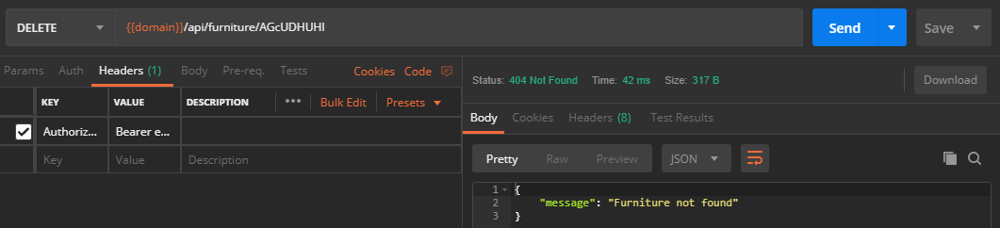 DELETE {{domain}}/api/furniture/AGcUDHUHI Send Save
Params Auth Headers (1) Body Pre-req. Tests Cookies Code
KEY VALUE DESCRIPTION ••• Bulk Edit Presets
Authoriz... Bearer e...
Key Value Description
Status: 404 Not Found Time: 42 ms Size: 317 B Download
Body Cookies Headers (8) Test Results
Pretty Raw Preview JSON
1 {
2 "message": "Furniture not found"
3 }